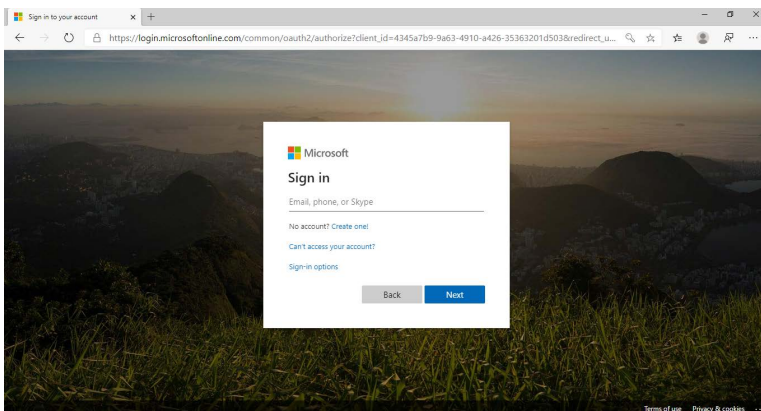 Sign in to your account
https://login.microsoftonline.com/common/oauth2/authorize?client_id=4345a7b9-9a63-4910-a426-35363201d503&redirect_u...
Microsoft
Sign in
Email, phone, or Skype
No account? Create one!
Can't access your account?
Sign-in options
Back Next
Terms of use Privacy & cookies ...